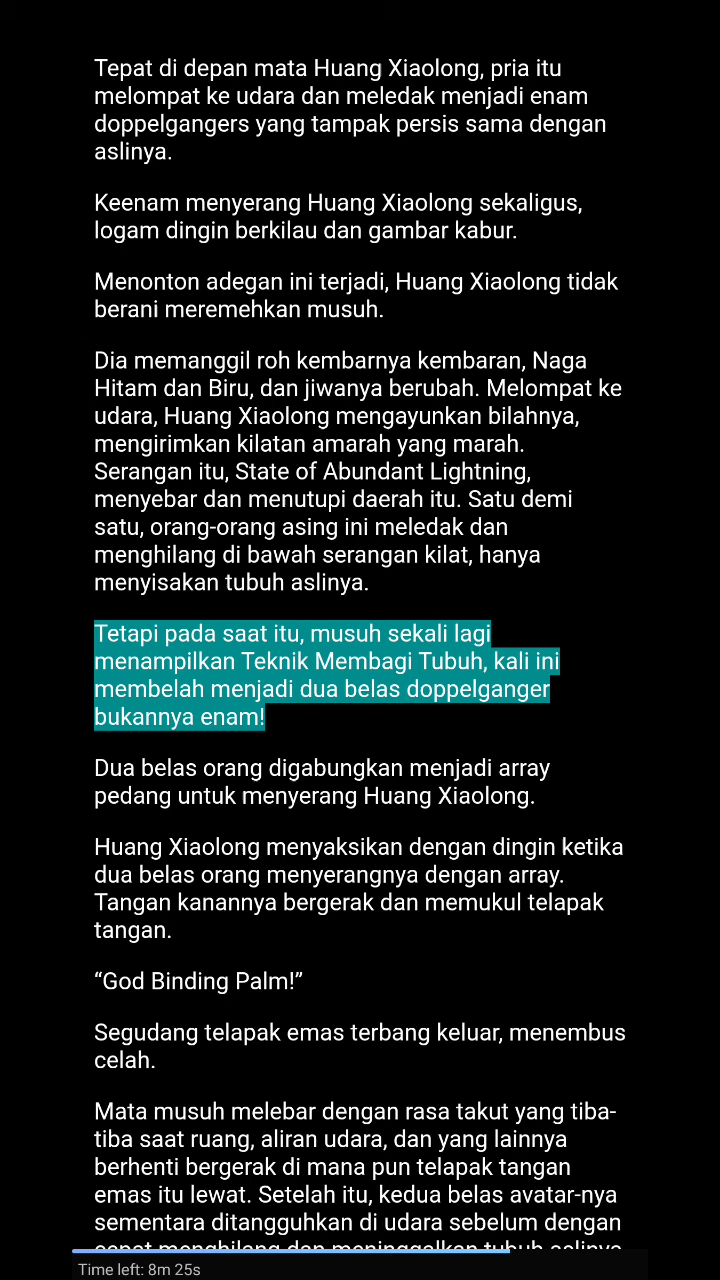 Tepat di depan mata Huang Xiaolong, pria itu
melompat ke udara dan meledak menjadi enam
doppelgangers yang tampak persis sama dengan
aslinya.
Keenam menyerang Huang Xiaolong sekaligus,
logam dingin berkilau dan gambar kabur.
Menonton adegan ini terjadi, Huang Xiaolong tidak
berani meremehkan musuh.
Dia memanggil roh kembarnya kembaran, Naga
Hitam dan Biru, dan jiwanya berubah. Melompat ke
udara, Huang Xiaolong mengayunkan bilahnya,
mengirimkan kilatan amarah yang marah.
Serangan itu, State of Abundant Lightning,
menyebar dan menutupi daerah itu. Satu demi
satu, orang-orang asing ini meledak dan
menghilang di bawah serangan kilat, hanya
menyisakan tubuh aslinya.
Tetapi pada saat itu, musuh sekali lagi
menampilkan Teknik Membagi Tubuh, kali ini
membelah menjadi dua belas doppelganger
bukannya enam!
Dua belas orang digabungkan menjadi array
pedang untuk menyerang Huang Xiaolong.
Huang Xiaolong menyaksikan dengan dingin ketika
dua belas orang menyerangnya dengan array.
Tangan kanannya bergerak dan memukul telapak
tangan.
“God Binding Palm!”
Segudang telapak emas terbang keluar, menembus
celah.
Mata musuh melebar dengan rasa takut yang tiba-
tiba saat ruang, aliran udara, dan yang lainnya
berhenti bergerak di mana pun telapak tangan
emas itu lewat. Setelah itu, kedua belas avatar-nya
sementara ditangguhkan di udara sebelum dengan
cepat menghilang dan meninggalkan tubuh aslinya
Time left: 8m 25s